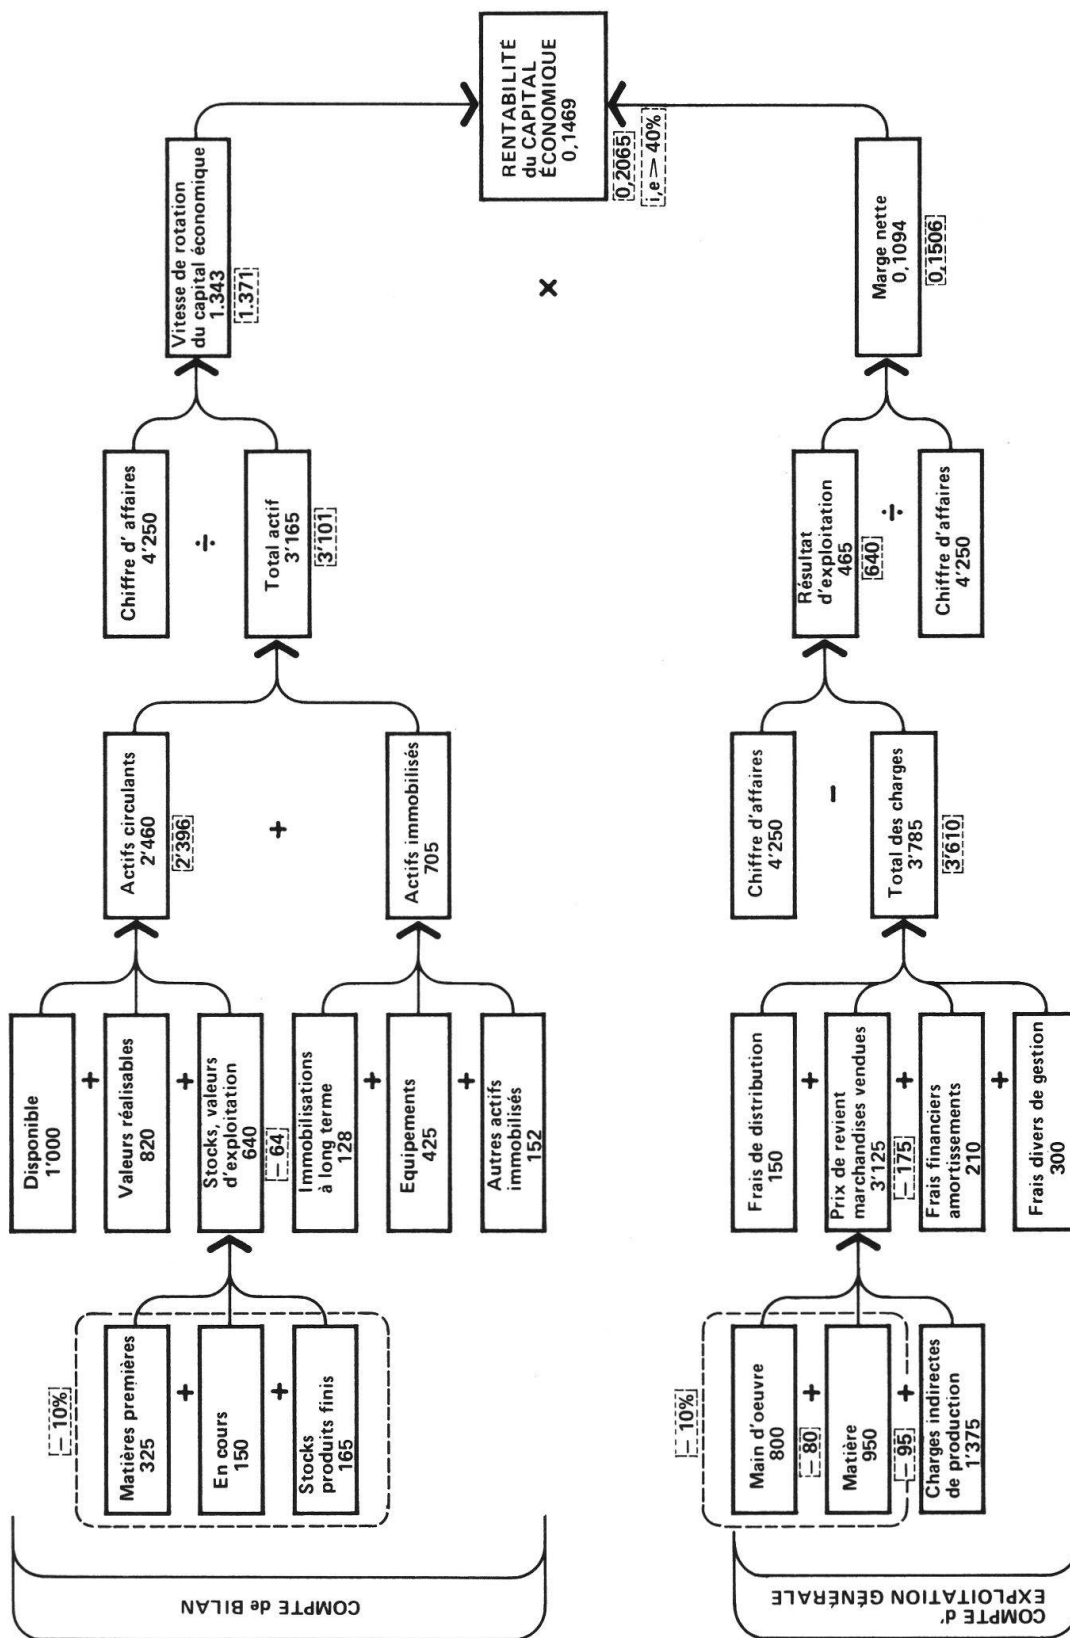 COMPTE de BILAN
[– 10%]
Matières premières
325
+
En cours
150
+
Stocks
produits finis
165
Disponible
1'000
+
Valeurs réalisables
820
+
Stocks, valeurs
d'exploitation
640
[– 64]
Immobilisations
à long terme
128
+
Equipements
425
+
Autres actifs
immobilisés
152
Actifs circulants
2'460
[2'396]
+
Actifs immobilisés
705
Chiffre d' affaires
4'250
÷
Total actif
3'165
[3'101]
Vitesse de rotation
du capital économique
1.343
[1.371]
×
RENTABILITÉ
du CAPITAL
ÉCONOMIQUE
0,1469
[0,2065]
[i,e > 40%]
COMPTE d'
EXPLOITATION GÉNÉRALE
[– 10%]
Main d'oeuvre
800
[– 80] +
Matière
950
[– 95] +
Charges indirectes
de production
1'375
Frais de distribution
150
+
Prix de revient
marchandises vendues
3'125
[– 175] +
Frais financiers
amortissements
210
+
Frais divers de gestion
300
Chiffre d'affaires
4'250
–
Total des charges
3'785
[3'610]
Résultat
d'exploitation
465
[640] ÷
Chiffre d'affaires
4'250
Marge nette
0,1094
[0,1506]